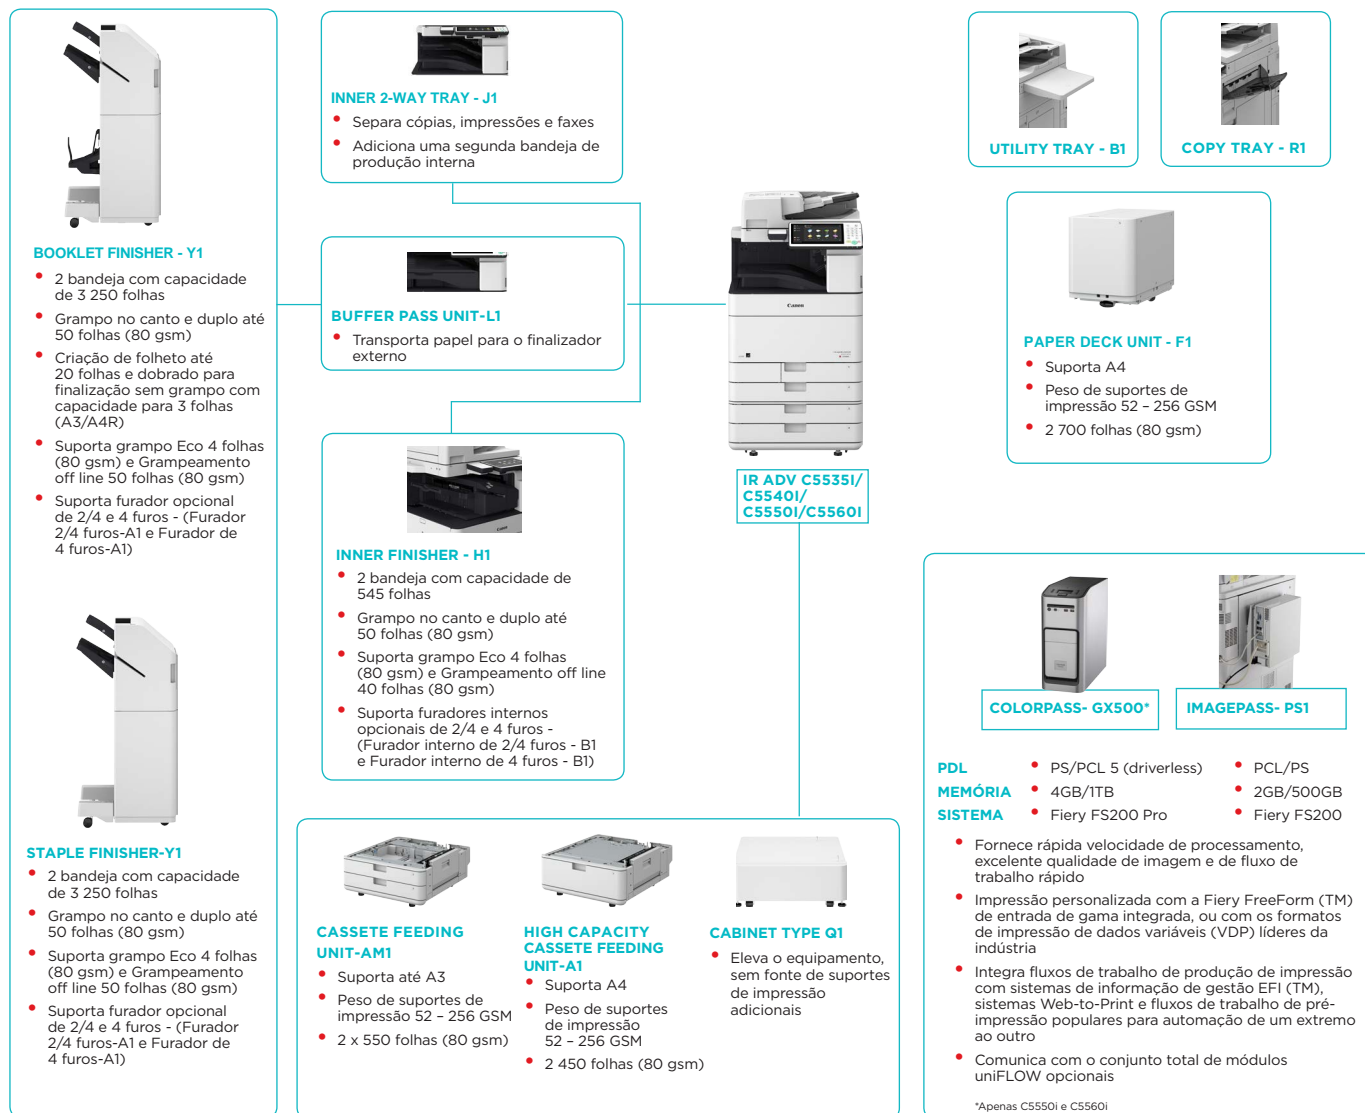 BOOKLET FINISHER - Y1
2 bandeja com capacidade
de 3 250 folhas
Grampo no canto e duplo até
50 folhas (80 gsm)
Criação de folheto até
20 folhas e dobrado para
finalização sem grampo com
capacidade para 3 folhas
(A3/A4R)
Suporta grampo Eco 4 folhas
(80 gsm) e Grampeamento
off line 50 folhas (80 gsm)
Suporta furador opcional
de 2/4 e 4 furos - (Furador
2/4 furos-A1 e Furador de
4 furos-A1)
STAPLE FINISHER-Y1
2 bandeja com capacidade
de 3 250 folhas
Grampo no canto e duplo até
50 folhas (80 gsm)
Suporta grampo Eco 4 folhas
(80 gsm) e Grampeamento
off line 50 folhas (80 gsm)
Suporta furador opcional
de 2/4 e 4 furos - (Furador
2/4 furos-A1 e Furador de
4 furos-A1)
INNER 2-WAY TRAY - J1
Separa cópias, impressões e faxes
Adiciona uma segunda bandeja de
produção interna
BUFFER PASS UNIT-L1
Transporta papel para o finalizador
externo
INNER FINISHER - H1
2 bandeja com capacidade de
545 folhas
Grampo no canto e duplo até
50 folhas (80 gsm)
Suporta grampo Eco 4 folhas
(80 gsm) e Grampeamento off line
40 folhas (80 gsm)
Suporta furadores internos
opcionais de 2/4 e 4 furos -
(Furador interno de 2/4 furos - B1
e Furador interno de 4 furos - B1)
Canon
IR ADV C5535I/
C5540I/
C5550I/C5560I
CASSETE FEEDING
UNIT-AM1
Suporta até A3
Peso de suportes de
impressão 52 – 256 GSM
2 x 550 folhas (80 gsm)
HIGH CAPACITY
CASSETE FEEDING
UNIT-A1
Suporta A4
Peso de suportes
de impressão
52 – 256 GSM
2 450 folhas (80 gsm)
CABINET TYPE Q1
Eleva o equipamento,
sem fonte de suportes
de impressão
adicionais
UTILITY TRAY - B1
COPY TRAY - R1
PAPER DECK UNIT - F1
Suporta A4
Peso de suportes de
impressão 52 – 256 GSM
2 700 folhas (80 gsm)
COLORPASS- GX500* IMAGEPASS- PS1
PDL PS/PCL 5 (driverless) PCL/PS
MEMÓRIA 4GB/1TB 2GB/500GB
SISTEMA Fiery FS200 Pro Fiery FS200
Fornece rápida velocidade de processamento,
excelente qualidade de imagem e de fluxo de
trabalho rápido
Impressão personalizada com a Fiery FreeForm (TM)
de entrada de gama integrada, ou com os formatos
de impressão de dados variáveis (VDP) líderes da
indústria
Integra fluxos de trabalho de produção de impressão
com sistemas de informação de gestão EFI (TM),
sistemas Web-to-Print e fluxos de trabalho de pré-
impressão populares para automação de um extremo
ao outro
Comunica com o conjunto total de módulos
uniFLOW opcionais
*Apenas C5550i e C5560i